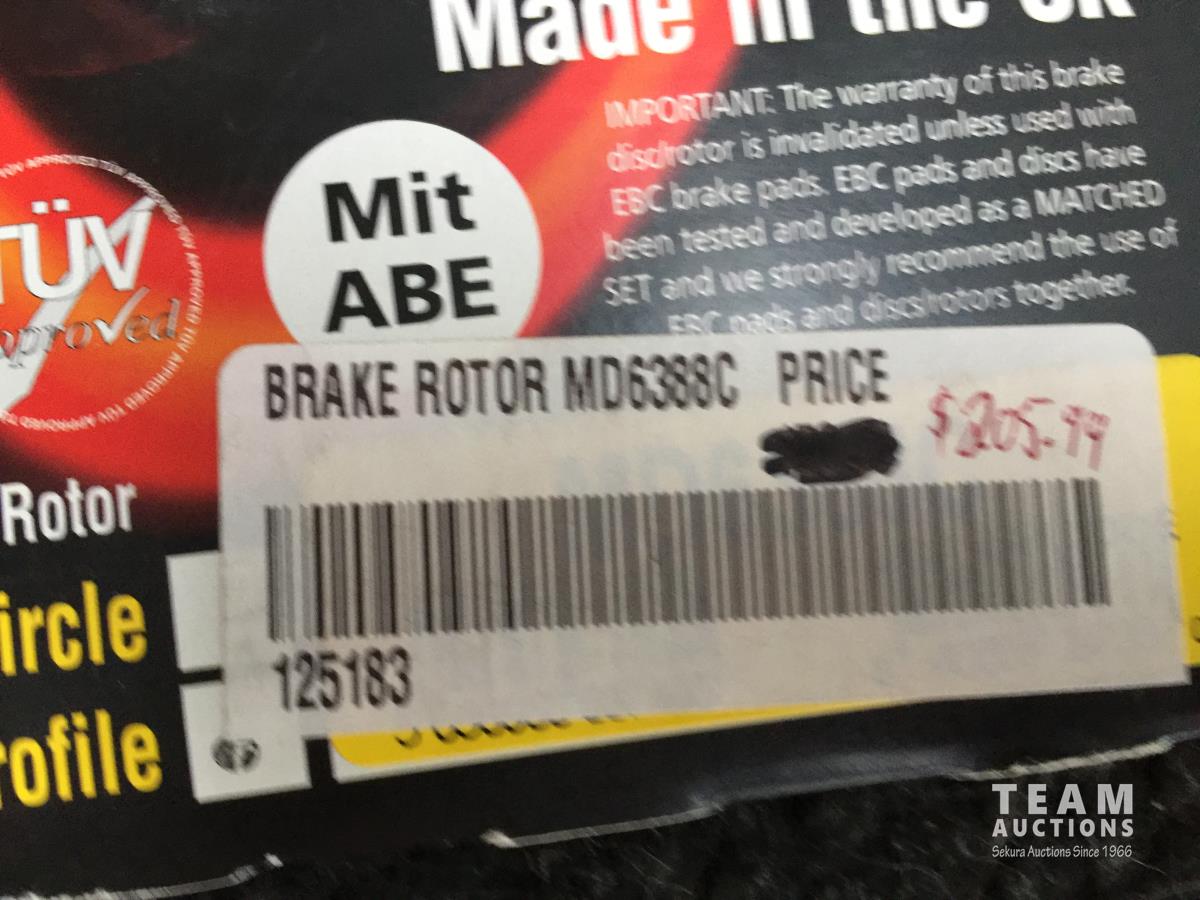 Made in the UK
IMPORTANT: The warranty of this brake
disc/rotor is invalidated unless used with
EBC brake pads. EBC pads and discs have
been tested and developed as a MATCHED
SET and we strongly recommend the use of
EBC pads and discs/rotors together.
TÜV
Mit
ABE
BRAKE ROTOR MD6388C PRICE
$205.99
Rotor
ircle
125183
rofile
TEAM
AUCTIONS
Sekura Auctions Since 1966